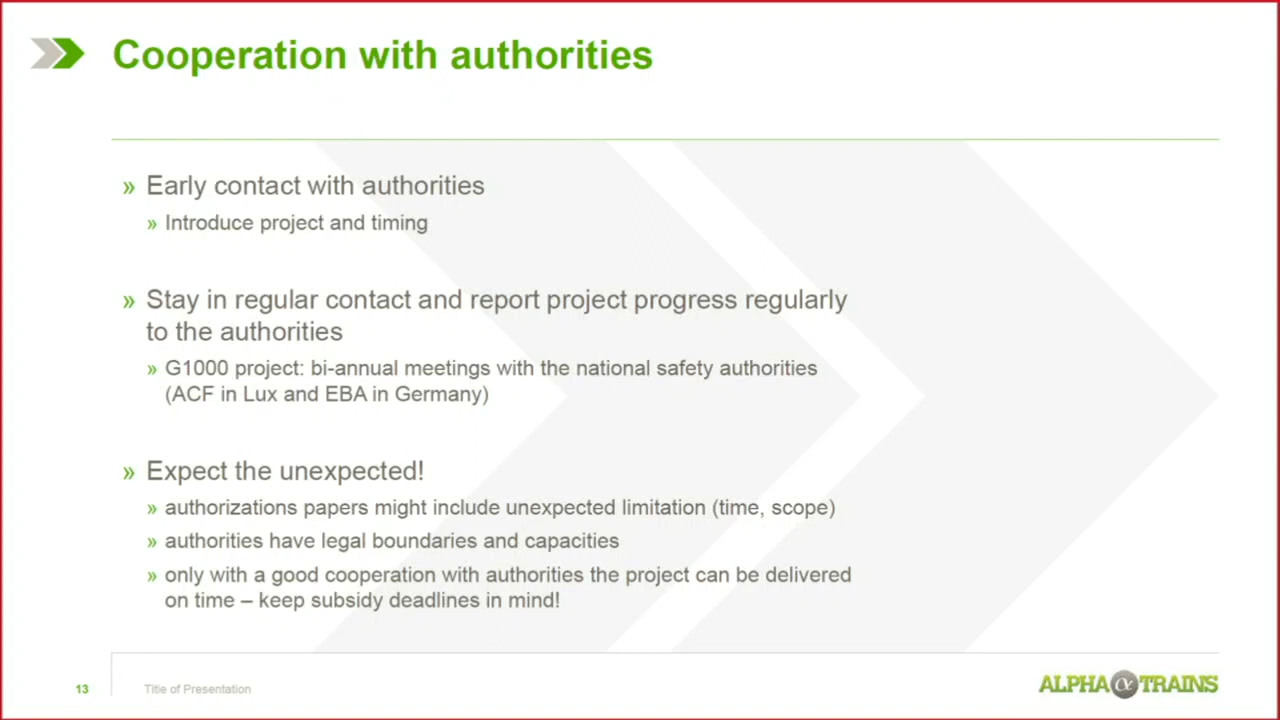 Cooperation with authorities
» Early contact with authorities
» Introduce project and timing
» Stay in regular contact and report project progress regularly
to the authorities
» G1000 project: bi-annual meetings with the national safety authorities
(ACF in Lux and EBA in Germany)
» Expect the unexpected!
» authorizations papers might include unexpected limitation (time, scope)
» authorities have legal boundaries and capacities
» only with a good cooperation with authorities the project can be delivered
on time – keep subsidy deadlines in mind!
13 Title of Presentation
ALPHA α TRAINS